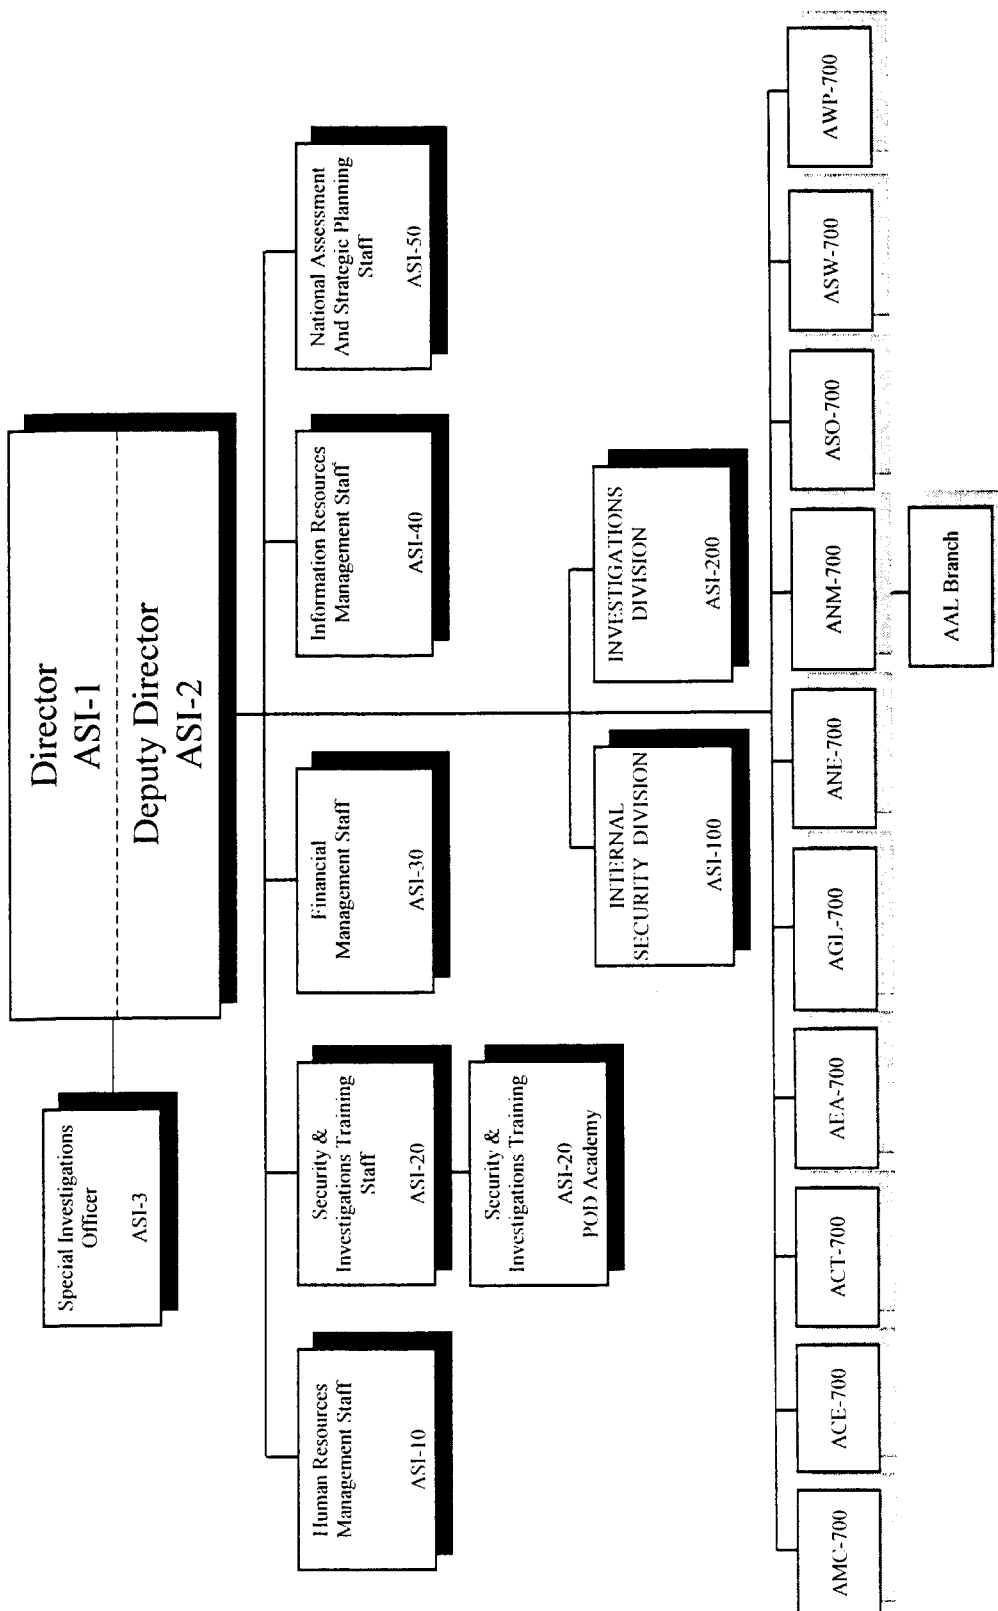 Director
ASI-1
Deputy Director
ASI-2
Special Investigations
Officer
ASI-3
Human Resources
Management Staff
ASI-10
Security &
Investigations Training
Staff
ASI-20
Security &
Investigations Training
ASI-20
POD Academy
Financial
Management Staff
ASI-30
Information Resources
Management Staff
ASI-40
National Assessment
And Strategic Planning
Staff
ASI-50
INTERNAL
SECURITY DIVISION
ASI-100
INVESTIGATIONS
DIVISION
ASI-200
AMC-700
ACE-700
ACT-700
AEA-700
AGL-700
ANE-700
ANM-700
ASO-700
ASW-700
AWP-700
AAL Branch